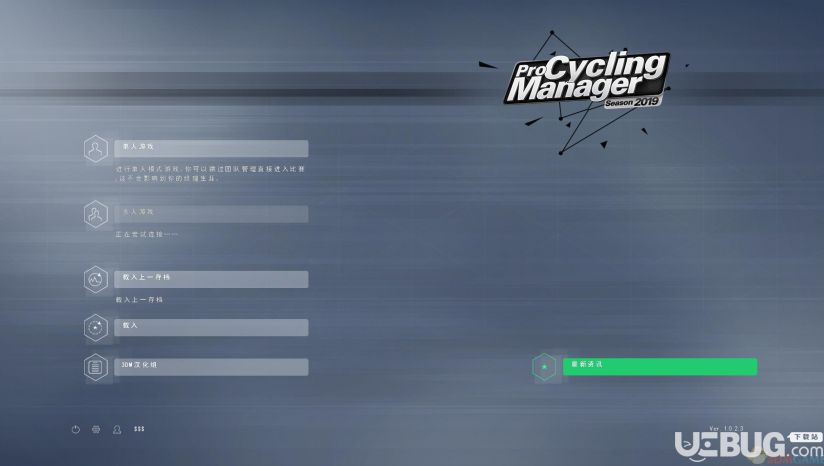 Pro Cycling
Manager
Season 2019
单人游戏
进行单人模式游戏.你可以跳过团队管理直接进入比赛
,这不会影响到你的经理生涯.
多人游戏
正在尝试连接……
载入上一存档
载入上一存档
载入
3DM汉化组
最新资讯
$$$
Ver. 1.0.2.3
UEBUG.com
下载站